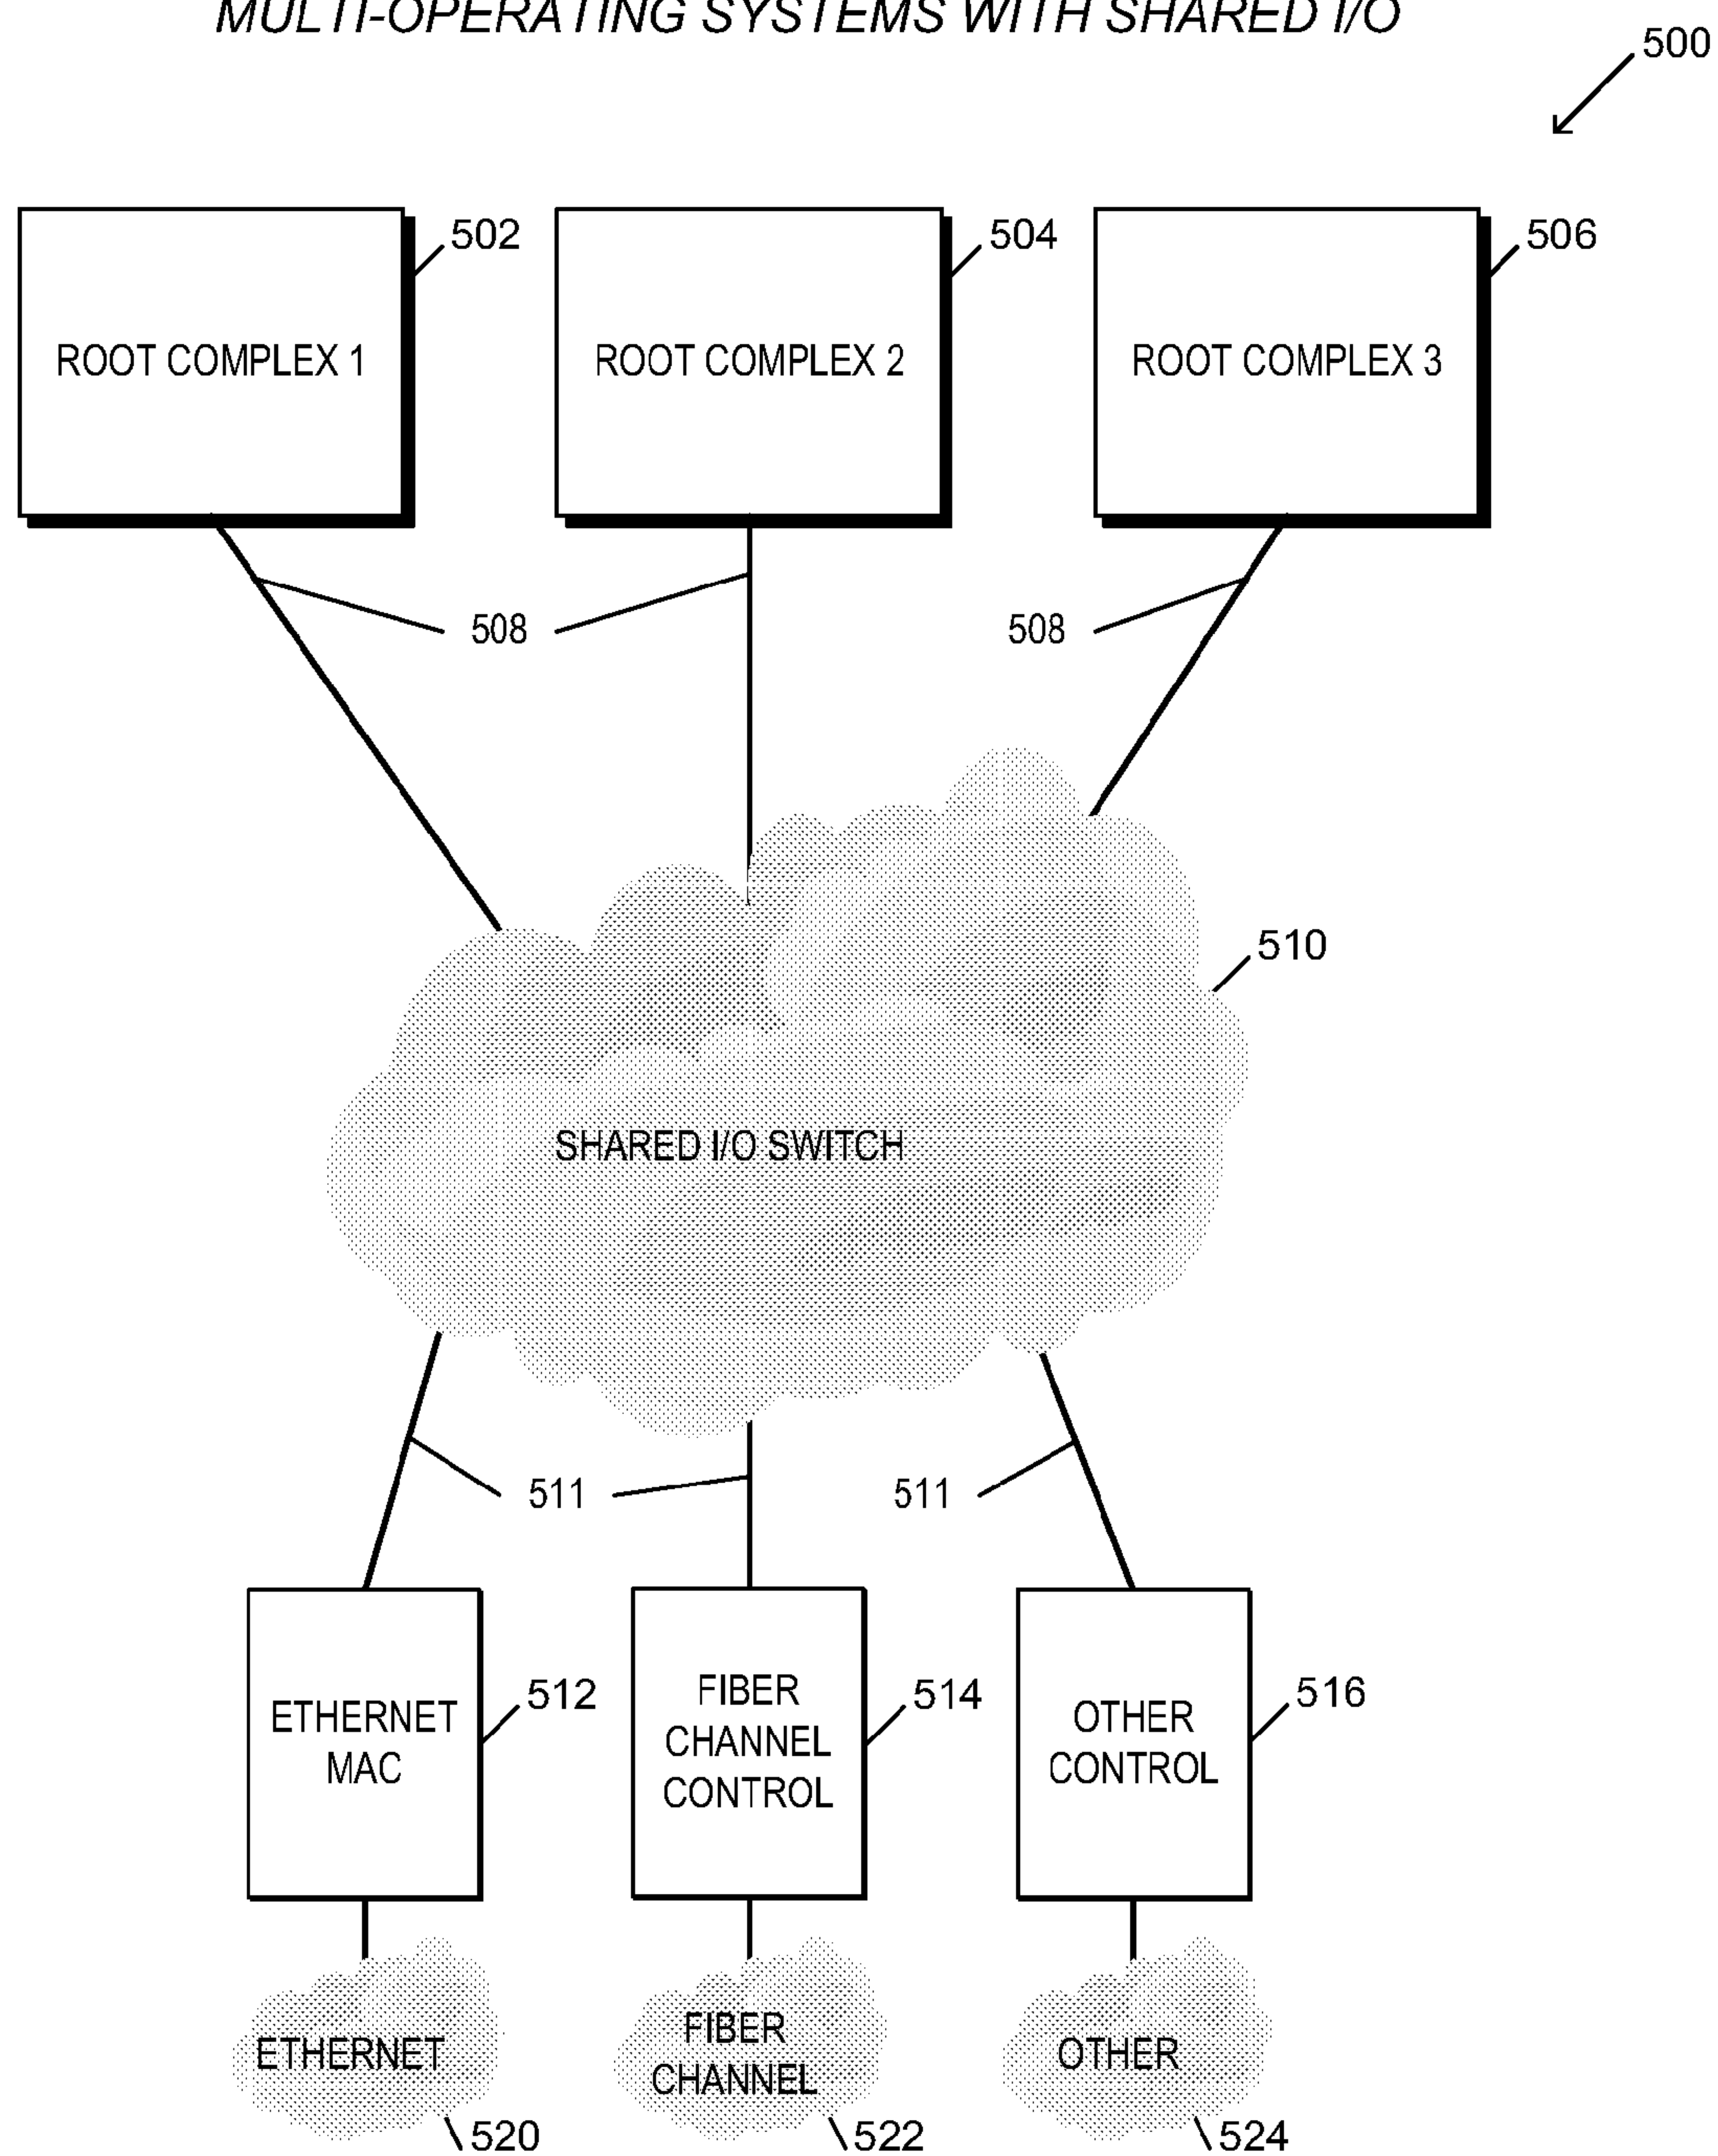 MULTI-OPERATING SYSTEMS WITH SHARED I/O
500
502
504
506
ROOT COMPLEX 1
ROOT COMPLEX 2
ROOT COMPLEX 3
508
508
510
SHARED I/O SWITCH
511
511
512
514
516
ETHERNET
MAC
FIBER
CHANNEL
CONTROL
OTHER
CONTROL
ETHERNET
FIBER
CHANNEL
OTHER
520
522
524